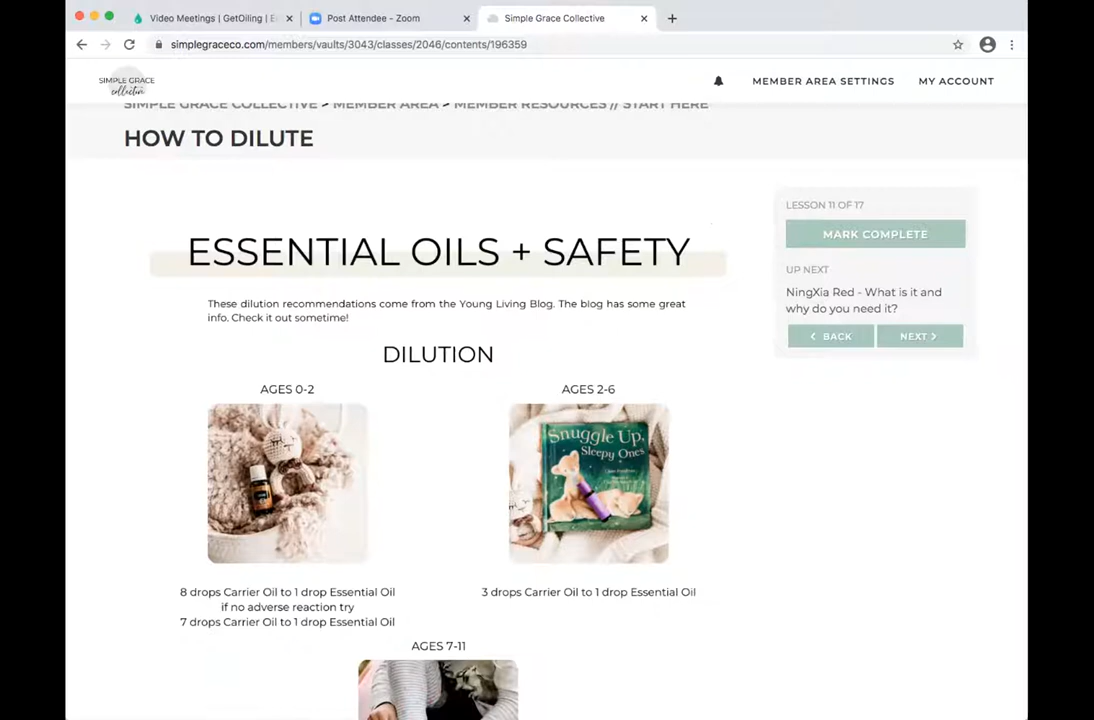 Video Meetings | GetOiling | E
Post Attendee - Zoom
Simple Grace Collective
simplegraceco.com/members/vaults/3043/classes/2046/contents/196359
SIMPLE GRACE
collection
MEMBER AREA SETTINGS
MY ACCOUNT
SIMPLE GRACE COLLECTIVE > MEMBER AREA > MEMBER RESOURCES // START HERE
HOW TO DILUTE
LESSON 11 OF 17
MARK COMPLETE
UP NEXT
NingXia Red - What is it and
why do you need it?
BACK
NEXT
ESSENTIAL OILS + SAFETY
These dilution recommendations come from the Young Living Blog. The blog has some great
info. Check it out sometime!
DILUTION
AGES 0-2
8 drops Carrier Oil to 1 drop Essential Oil
if no adverse reaction try
7 drops Carrier Oil to 1 drop Essential Oil
AGES 2-6
Snuggle Up,
Sleepy Ones
3 drops Carrier Oil to 1 drop Essential Oil
AGES 7-11